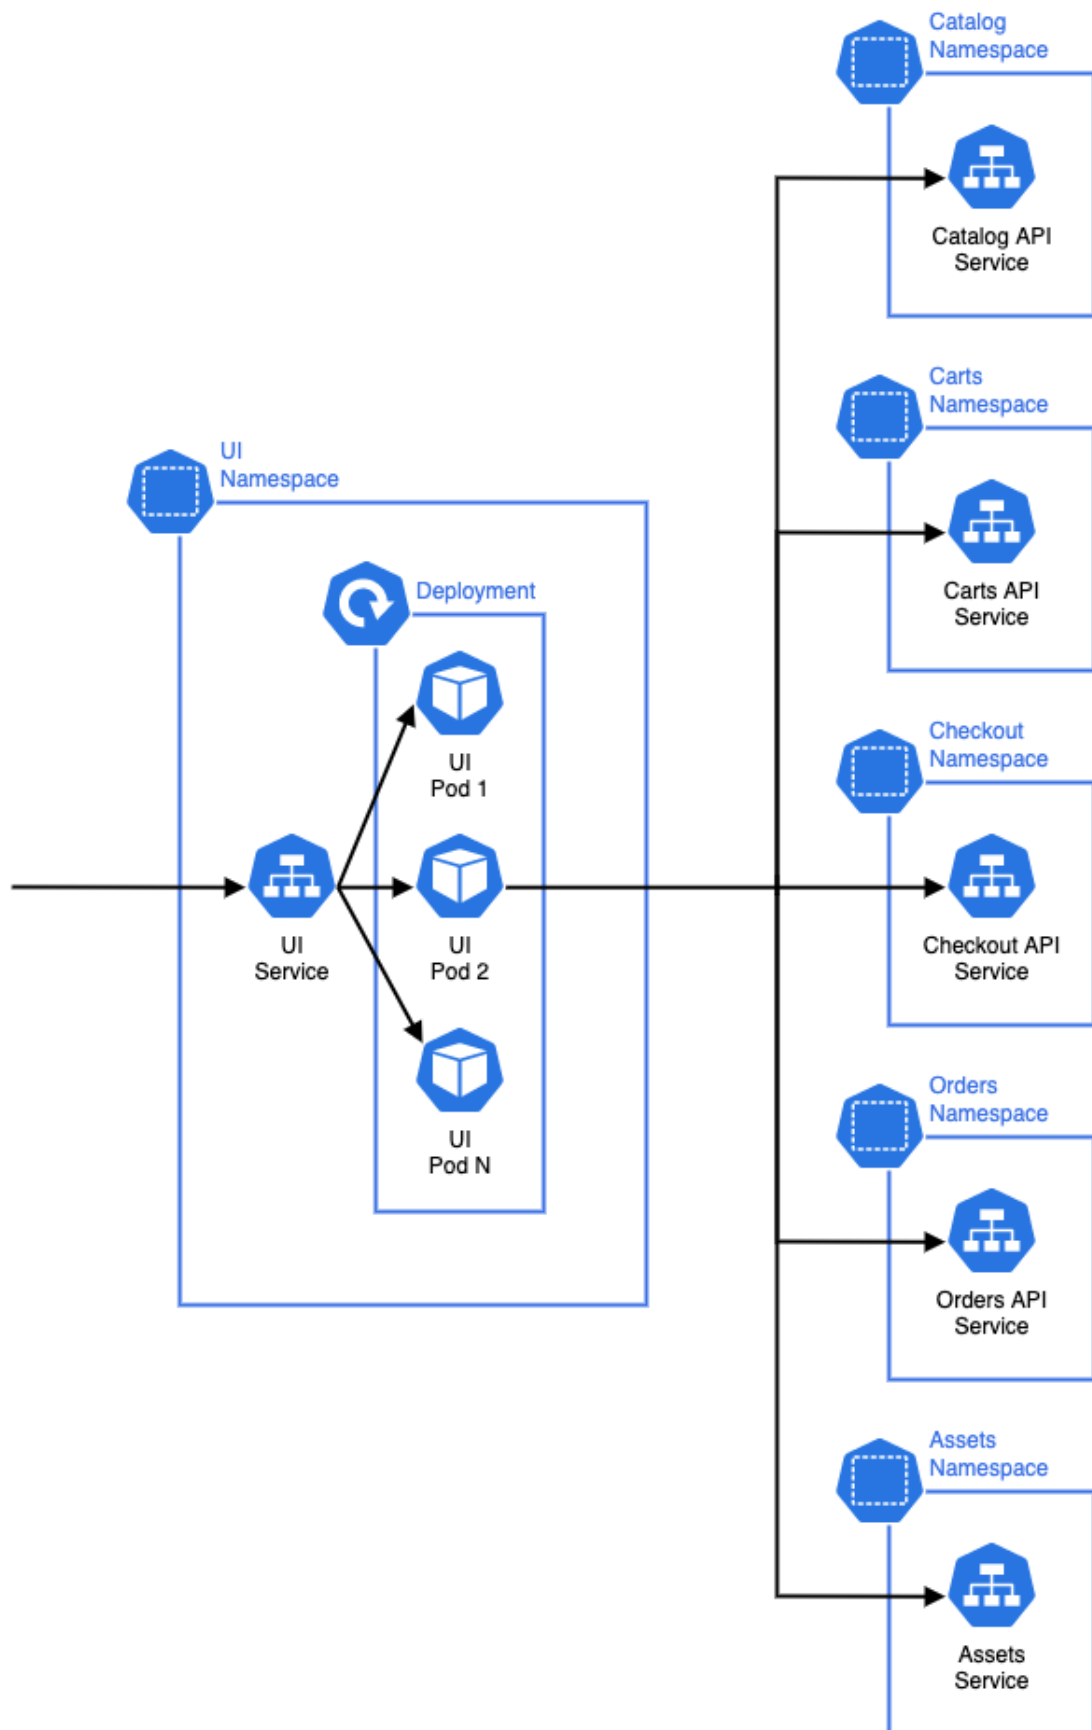 Catalog
Namespace
Catalog API
Service
Carts
Namespace
Carts API
Service
UI
Namespace
Deployment
UI
Pod 1
UI
Service
UI
Pod 2
UI
Pod N
Checkout
Namespace
Checkout API
Service
Orders
Namespace
Orders API
Service
Assets
Namespace
Assets
Service